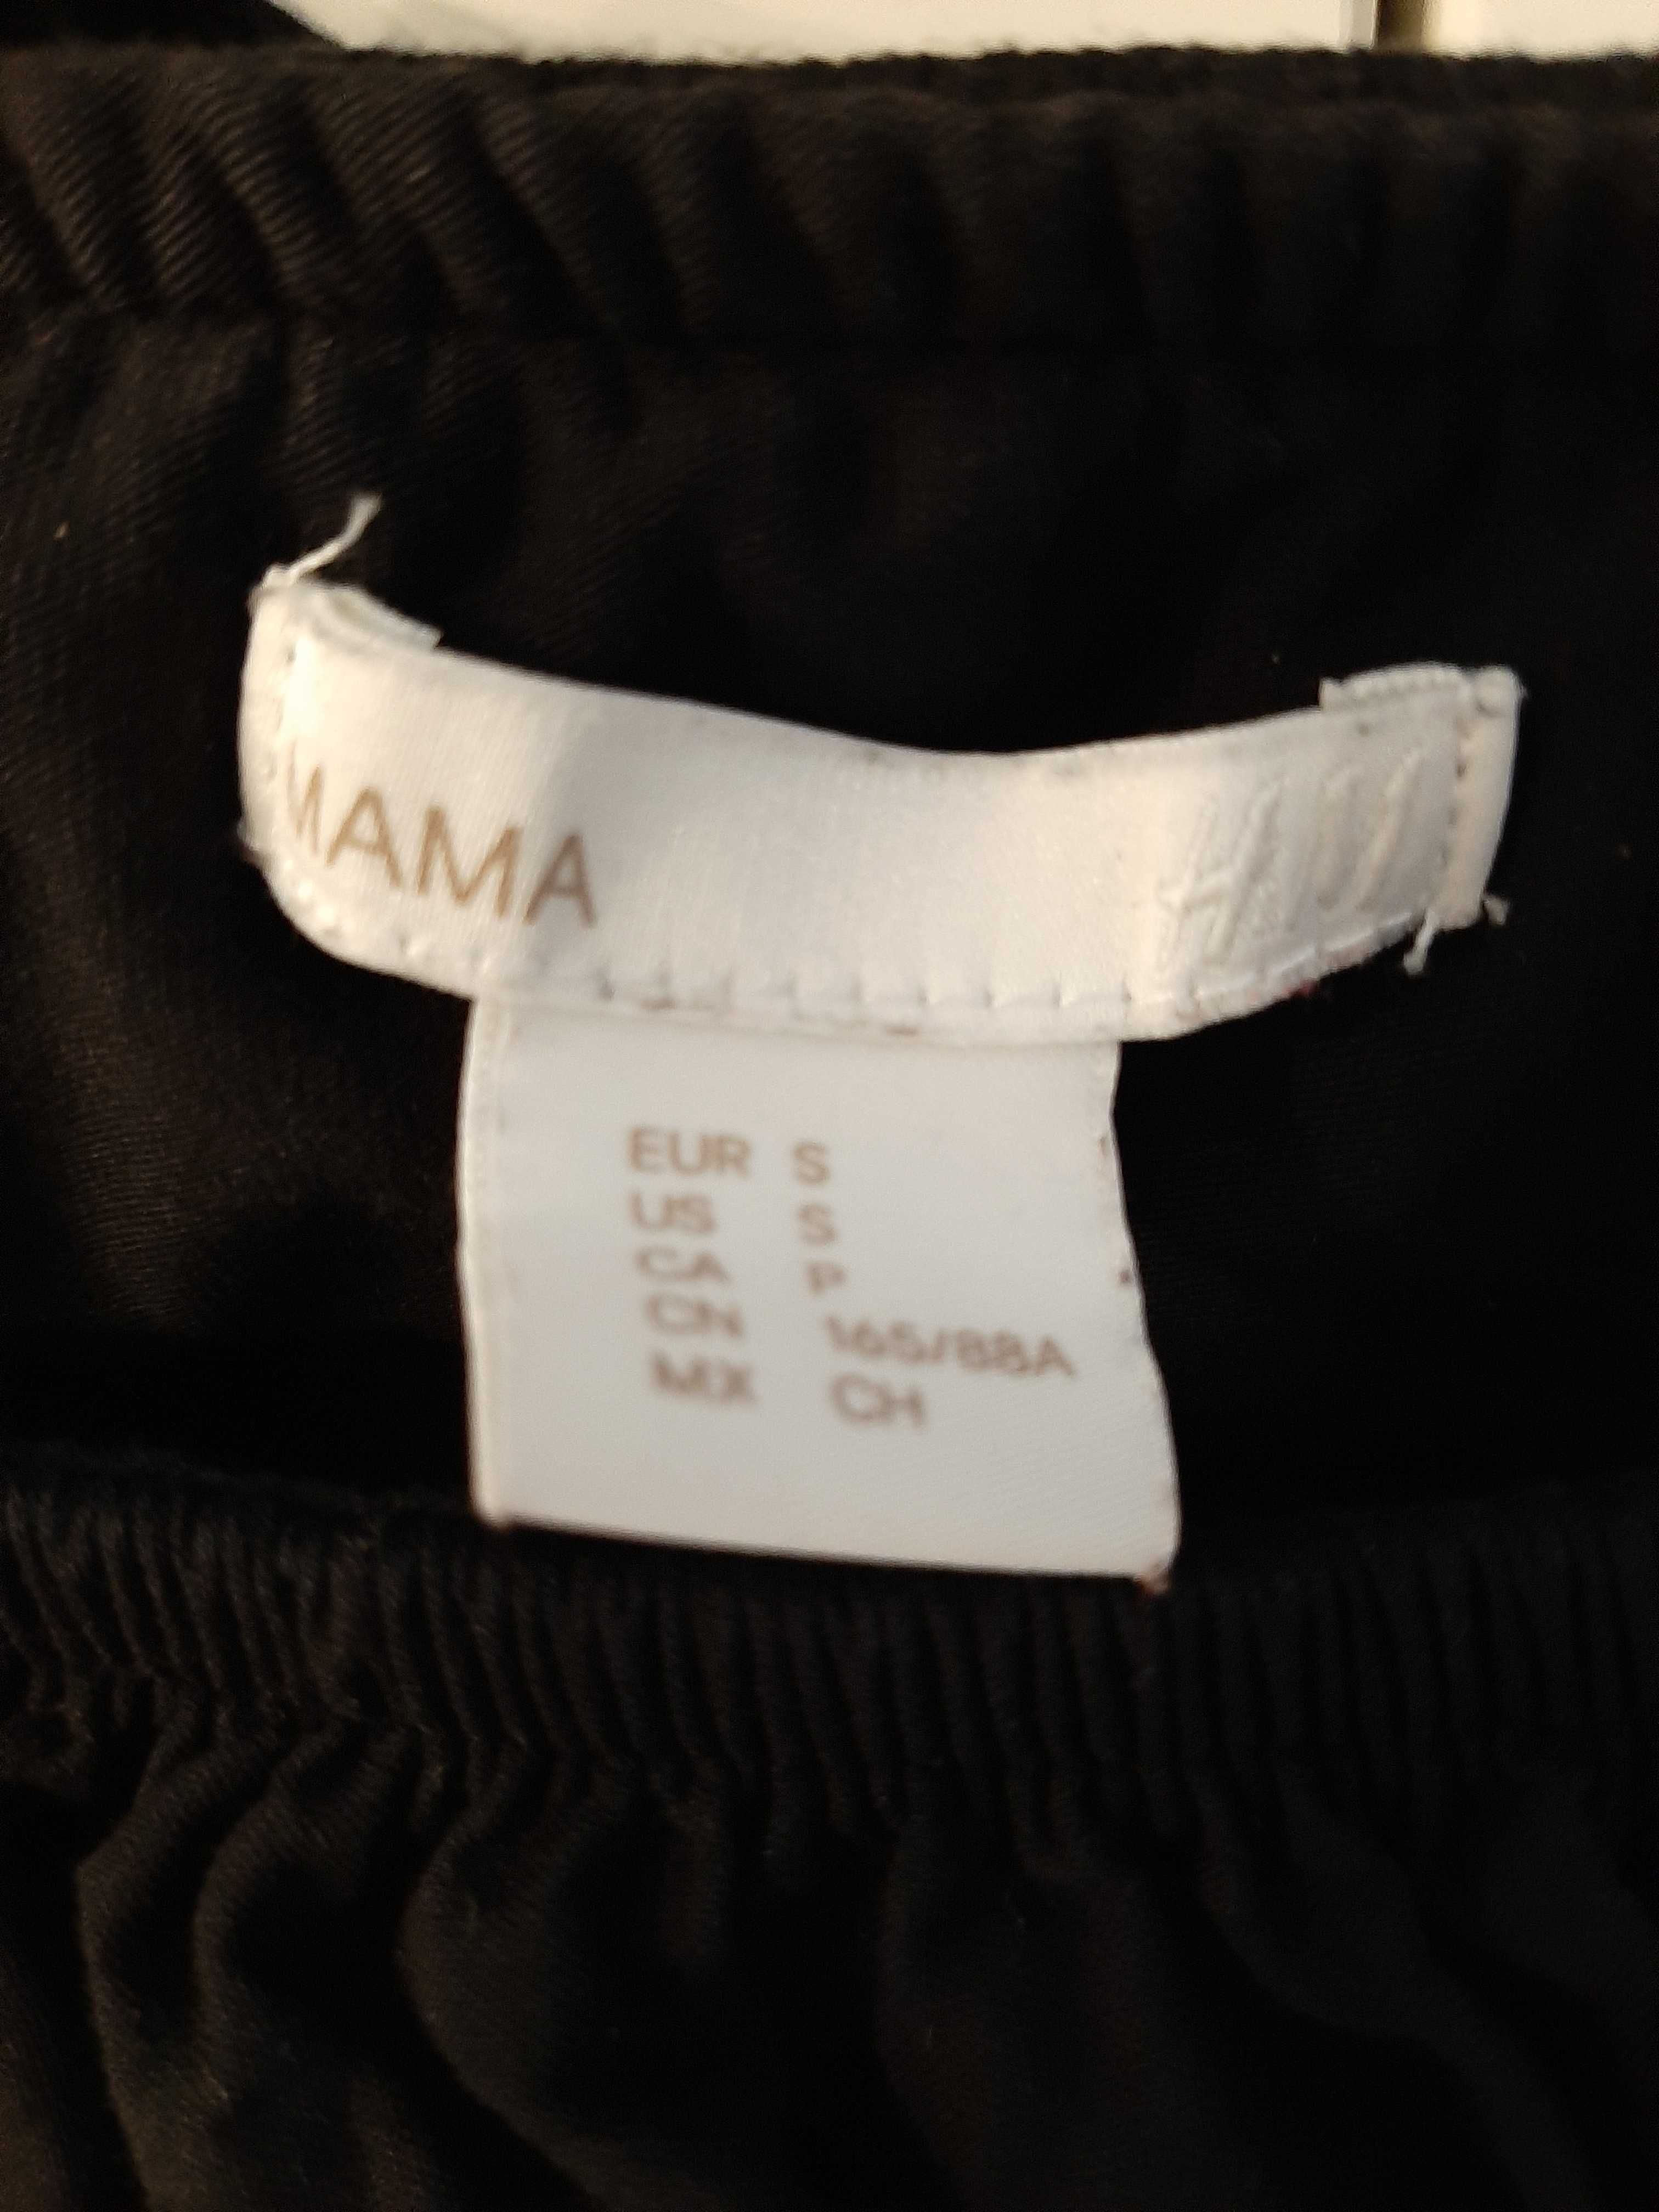 MAMA H&M
EUR S
US S
CA P
CN 165/88A
MX CH